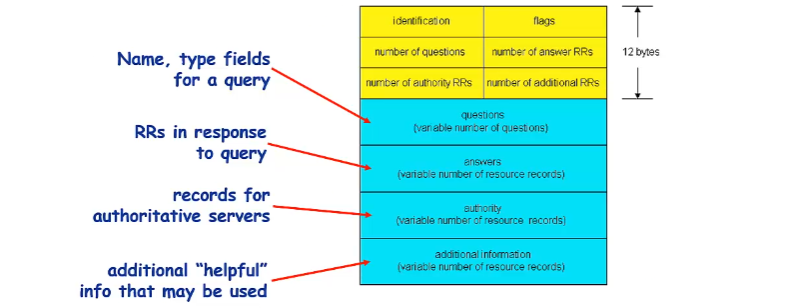 identification flags
number of questions number of answer RRs
12 bytes
number of authority RRs number of additional RRs
Name, type fields
for a query
questions
(variable number of questions)
RRs in response
to query
answers
(variable number of resource records)
records for
authoritative servers
authority
(variable number of resource records)
additional “helpful”
info that may be used
additional information
(variable number of resource records)